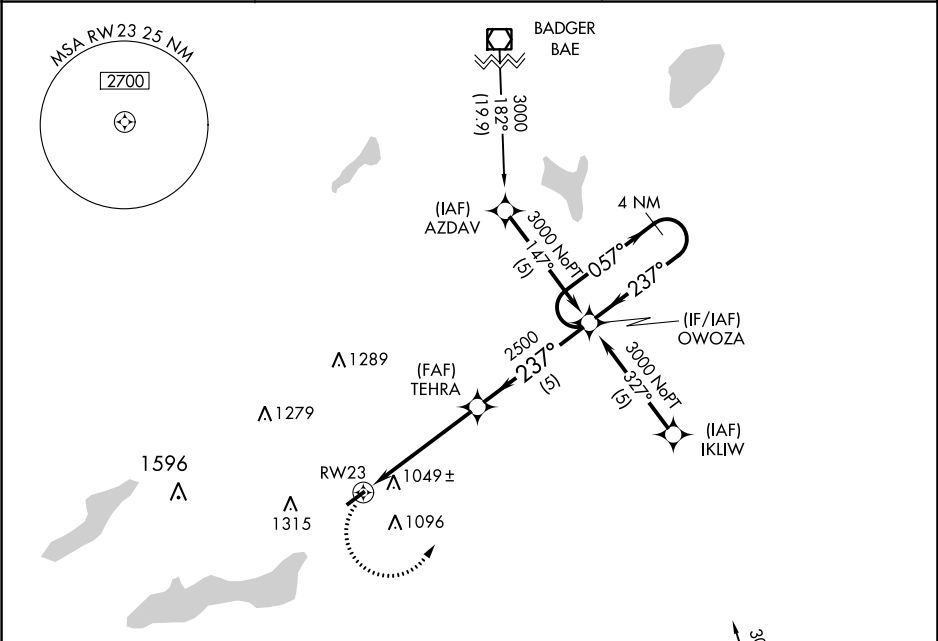 MSA RW23 25 NM
2700
BADGER
BAE
3000
182°
(19.9)
(IAF)
AZDAV
3000 NoPT
147°
(5)
4 NM
057°
237°
(IF/IAF)
OWOZA
2500
237°
(5)
(FAF)
TEHRA
3000 NoPT
327°
(5)
(IAF)
IKLIW
1289
1279
1596
1315
RW23
1049±
1096